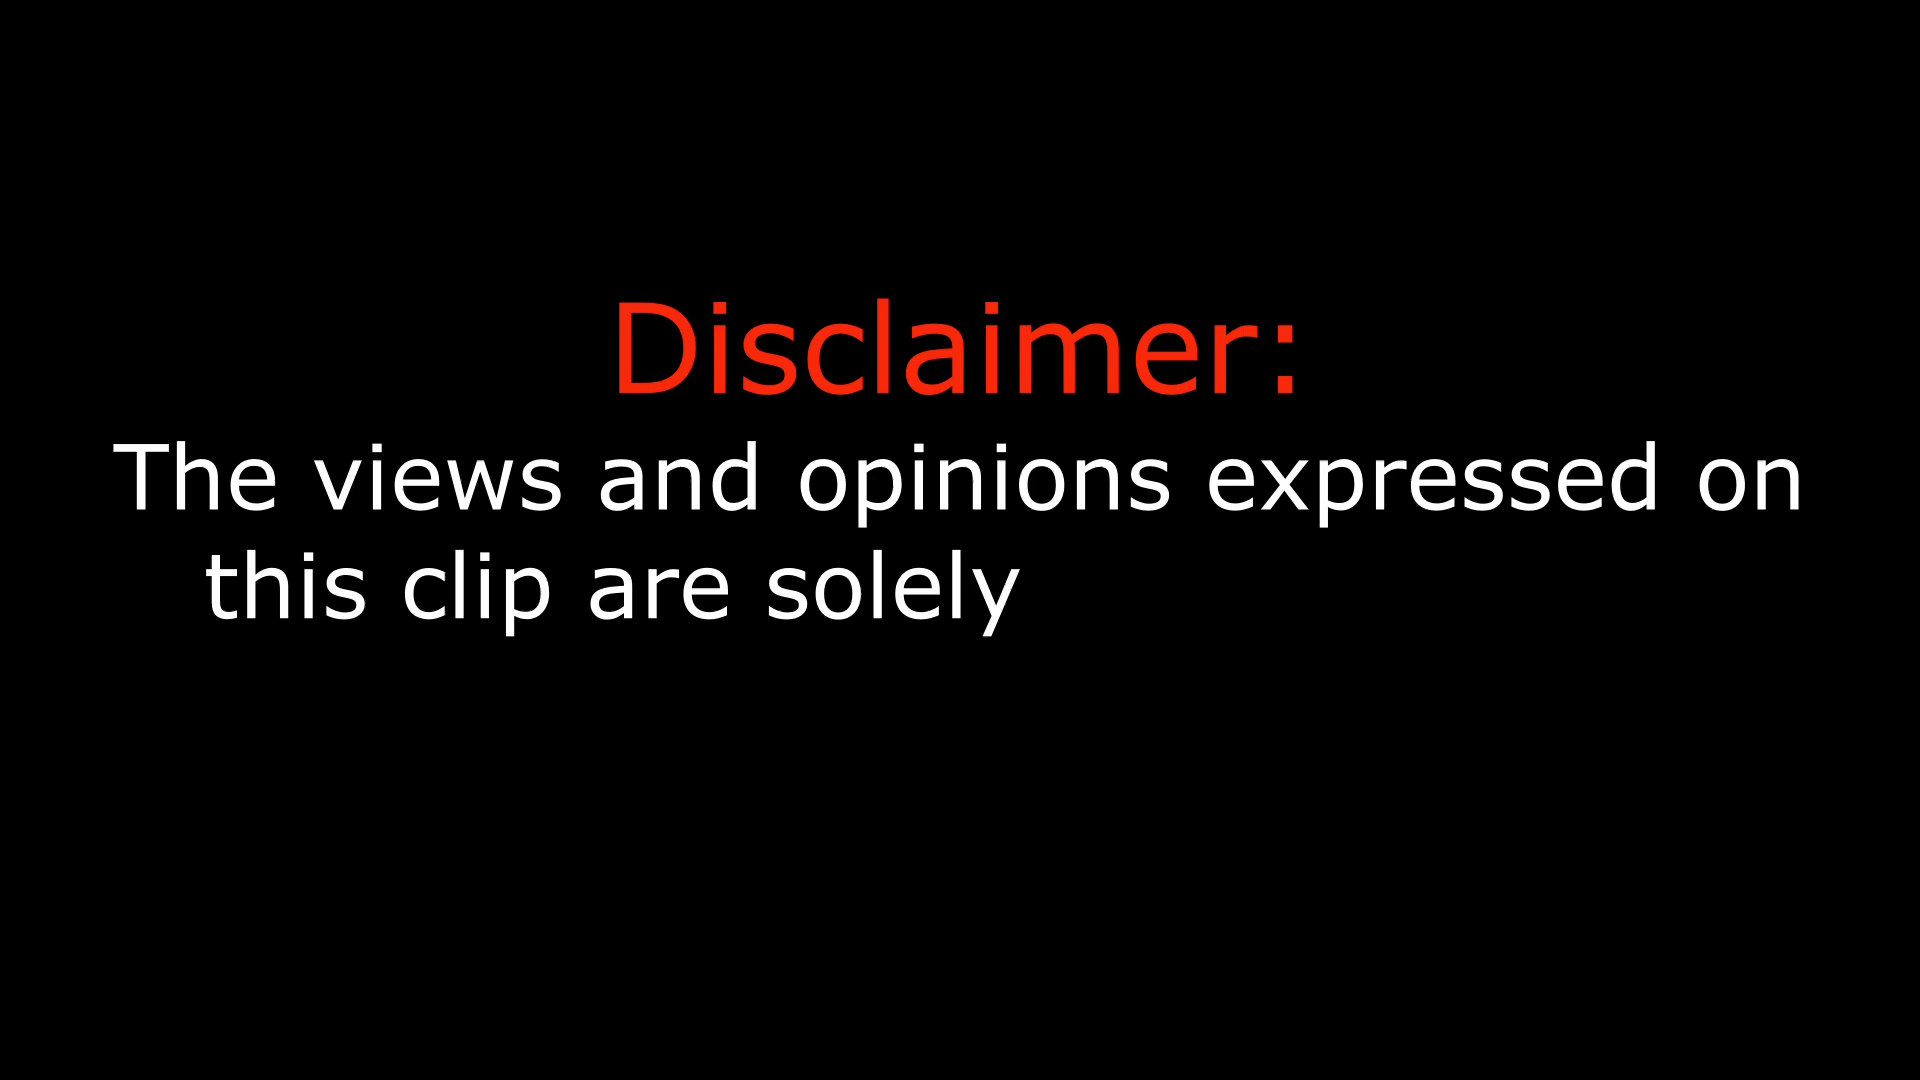 Disclaimer:
The views and opinions expressed on
this clip are solely